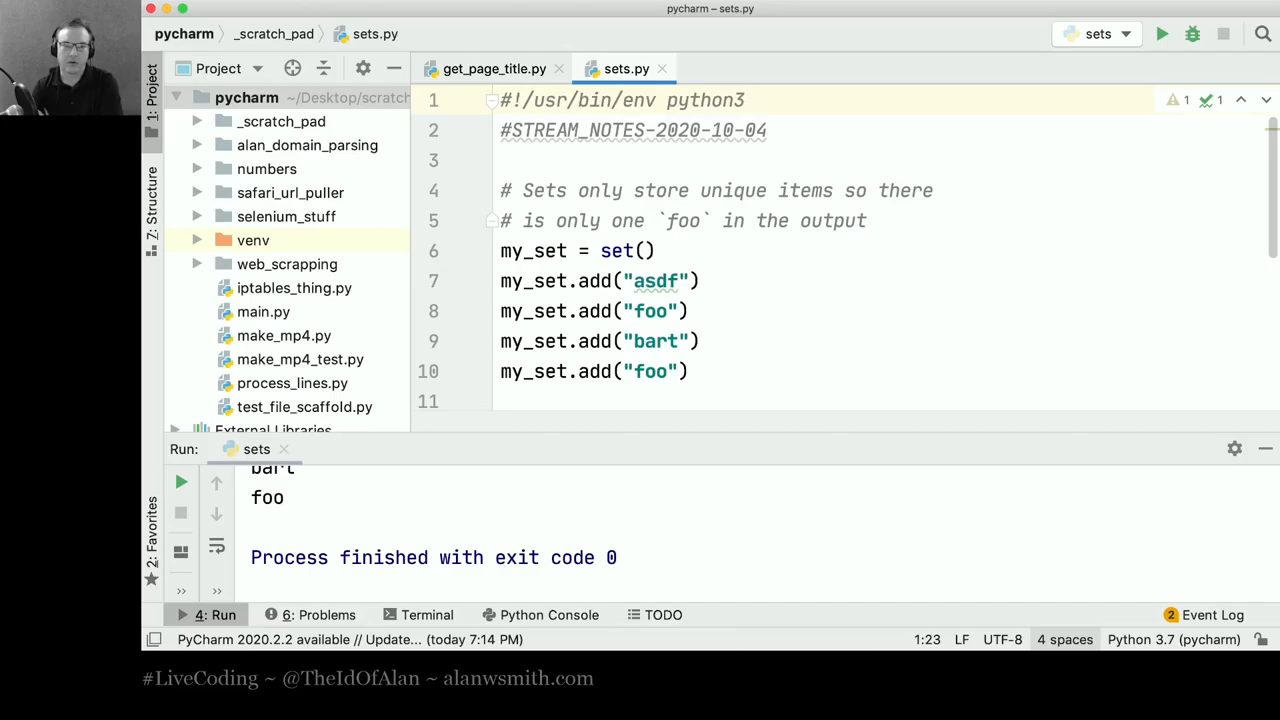 pycharm – sets.py
pycharm _scratch_pad sets.py
sets
1: Project
Z: Structure
2: Favorites
Project
get_page_title.py
sets.py
pycharm ~/Desktop/scratch
_scratch_pad
alan_domain_parsing
numbers
safari_url_puller
selenium_stuff
venv
web_scrapping
iptables_thing.py
main.py
make_mp4.py
make_mp4_test.py
process_lines.py
test_file_scaffold.py
External Libraries
1 #!/usr/bin/env python3
2 #STREAM_NOTES-2020-10-04
3
4 # Sets only store unique items so there
5 # is only one `foo` in the output
6 my_set = set()
7 my_set.add("asdf")
8 my_set.add("foo")
9 my_set.add("bart")
10 my_set.add("foo")
11
1 1
Run: sets
bart
foo
Process finished with exit code 0
4: Run 6: Problems Terminal Python Console TODO 2 Event Log
PyCharm 2020.2.2 available // Update... (today 7:14 PM) 1:23 LF UTF-8 4 spaces Python 3.7 (pycharm)
#LiveCoding ~ @TheIdOfAlan ~ alanwsmith.com